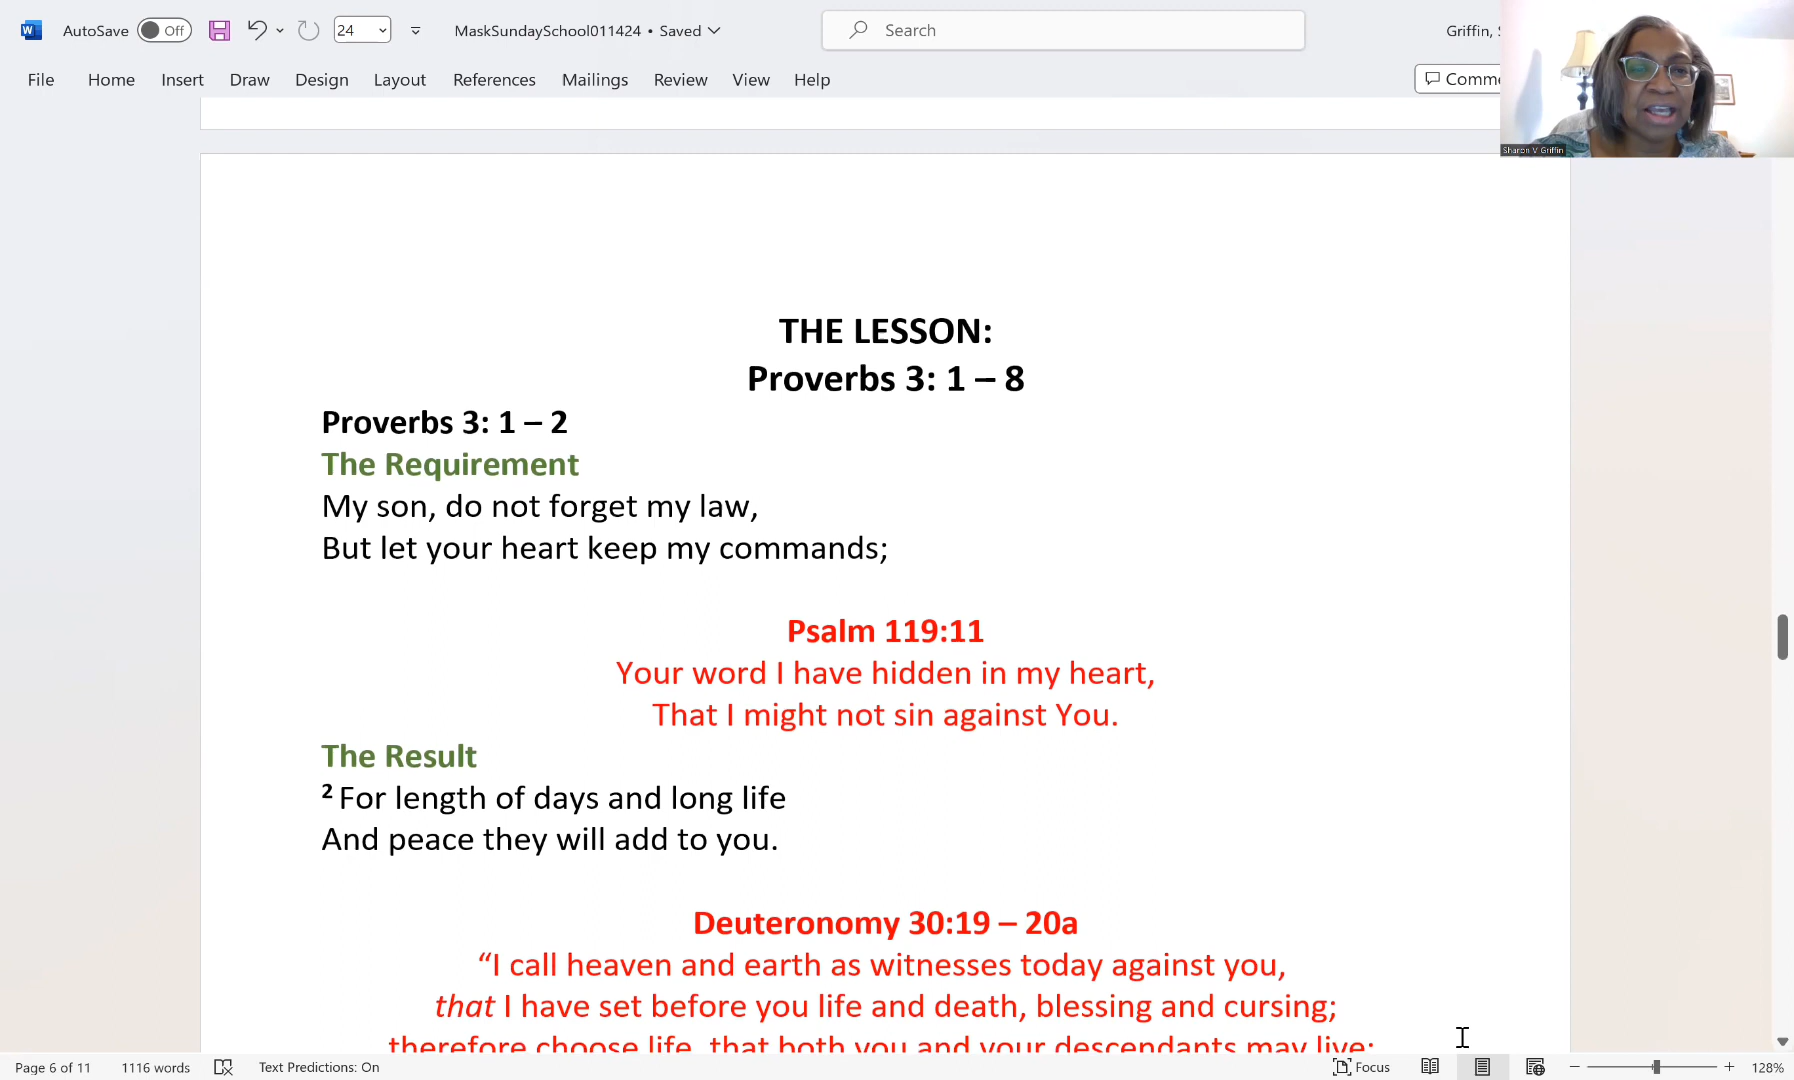 AutoSave Off 24 MaskSundaySchool011424 • Saved Search Griffin, S
File Home Insert Draw Design Layout References Mailings Review View Help Comme
Sharon V Griffin
THE LESSON:
Proverbs 3: 1 – 8
Proverbs 3: 1 – 2
The Requirement
My son, do not forget my law,
But let your heart keep my commands;
Psalm 119:11
Your word I have hidden in my heart,
That I might not sin against You.
The Result
2 For length of days and long life
And peace they will add to you.
Deuteronomy 30:19 – 20a
“I call heaven and earth as witnesses today against you,
that I have set before you life and death, blessing and cursing;
therefore choose life, that both you and your descendants may live;
Page 6 of 11 1116 words Text Predictions: On Focus 128%